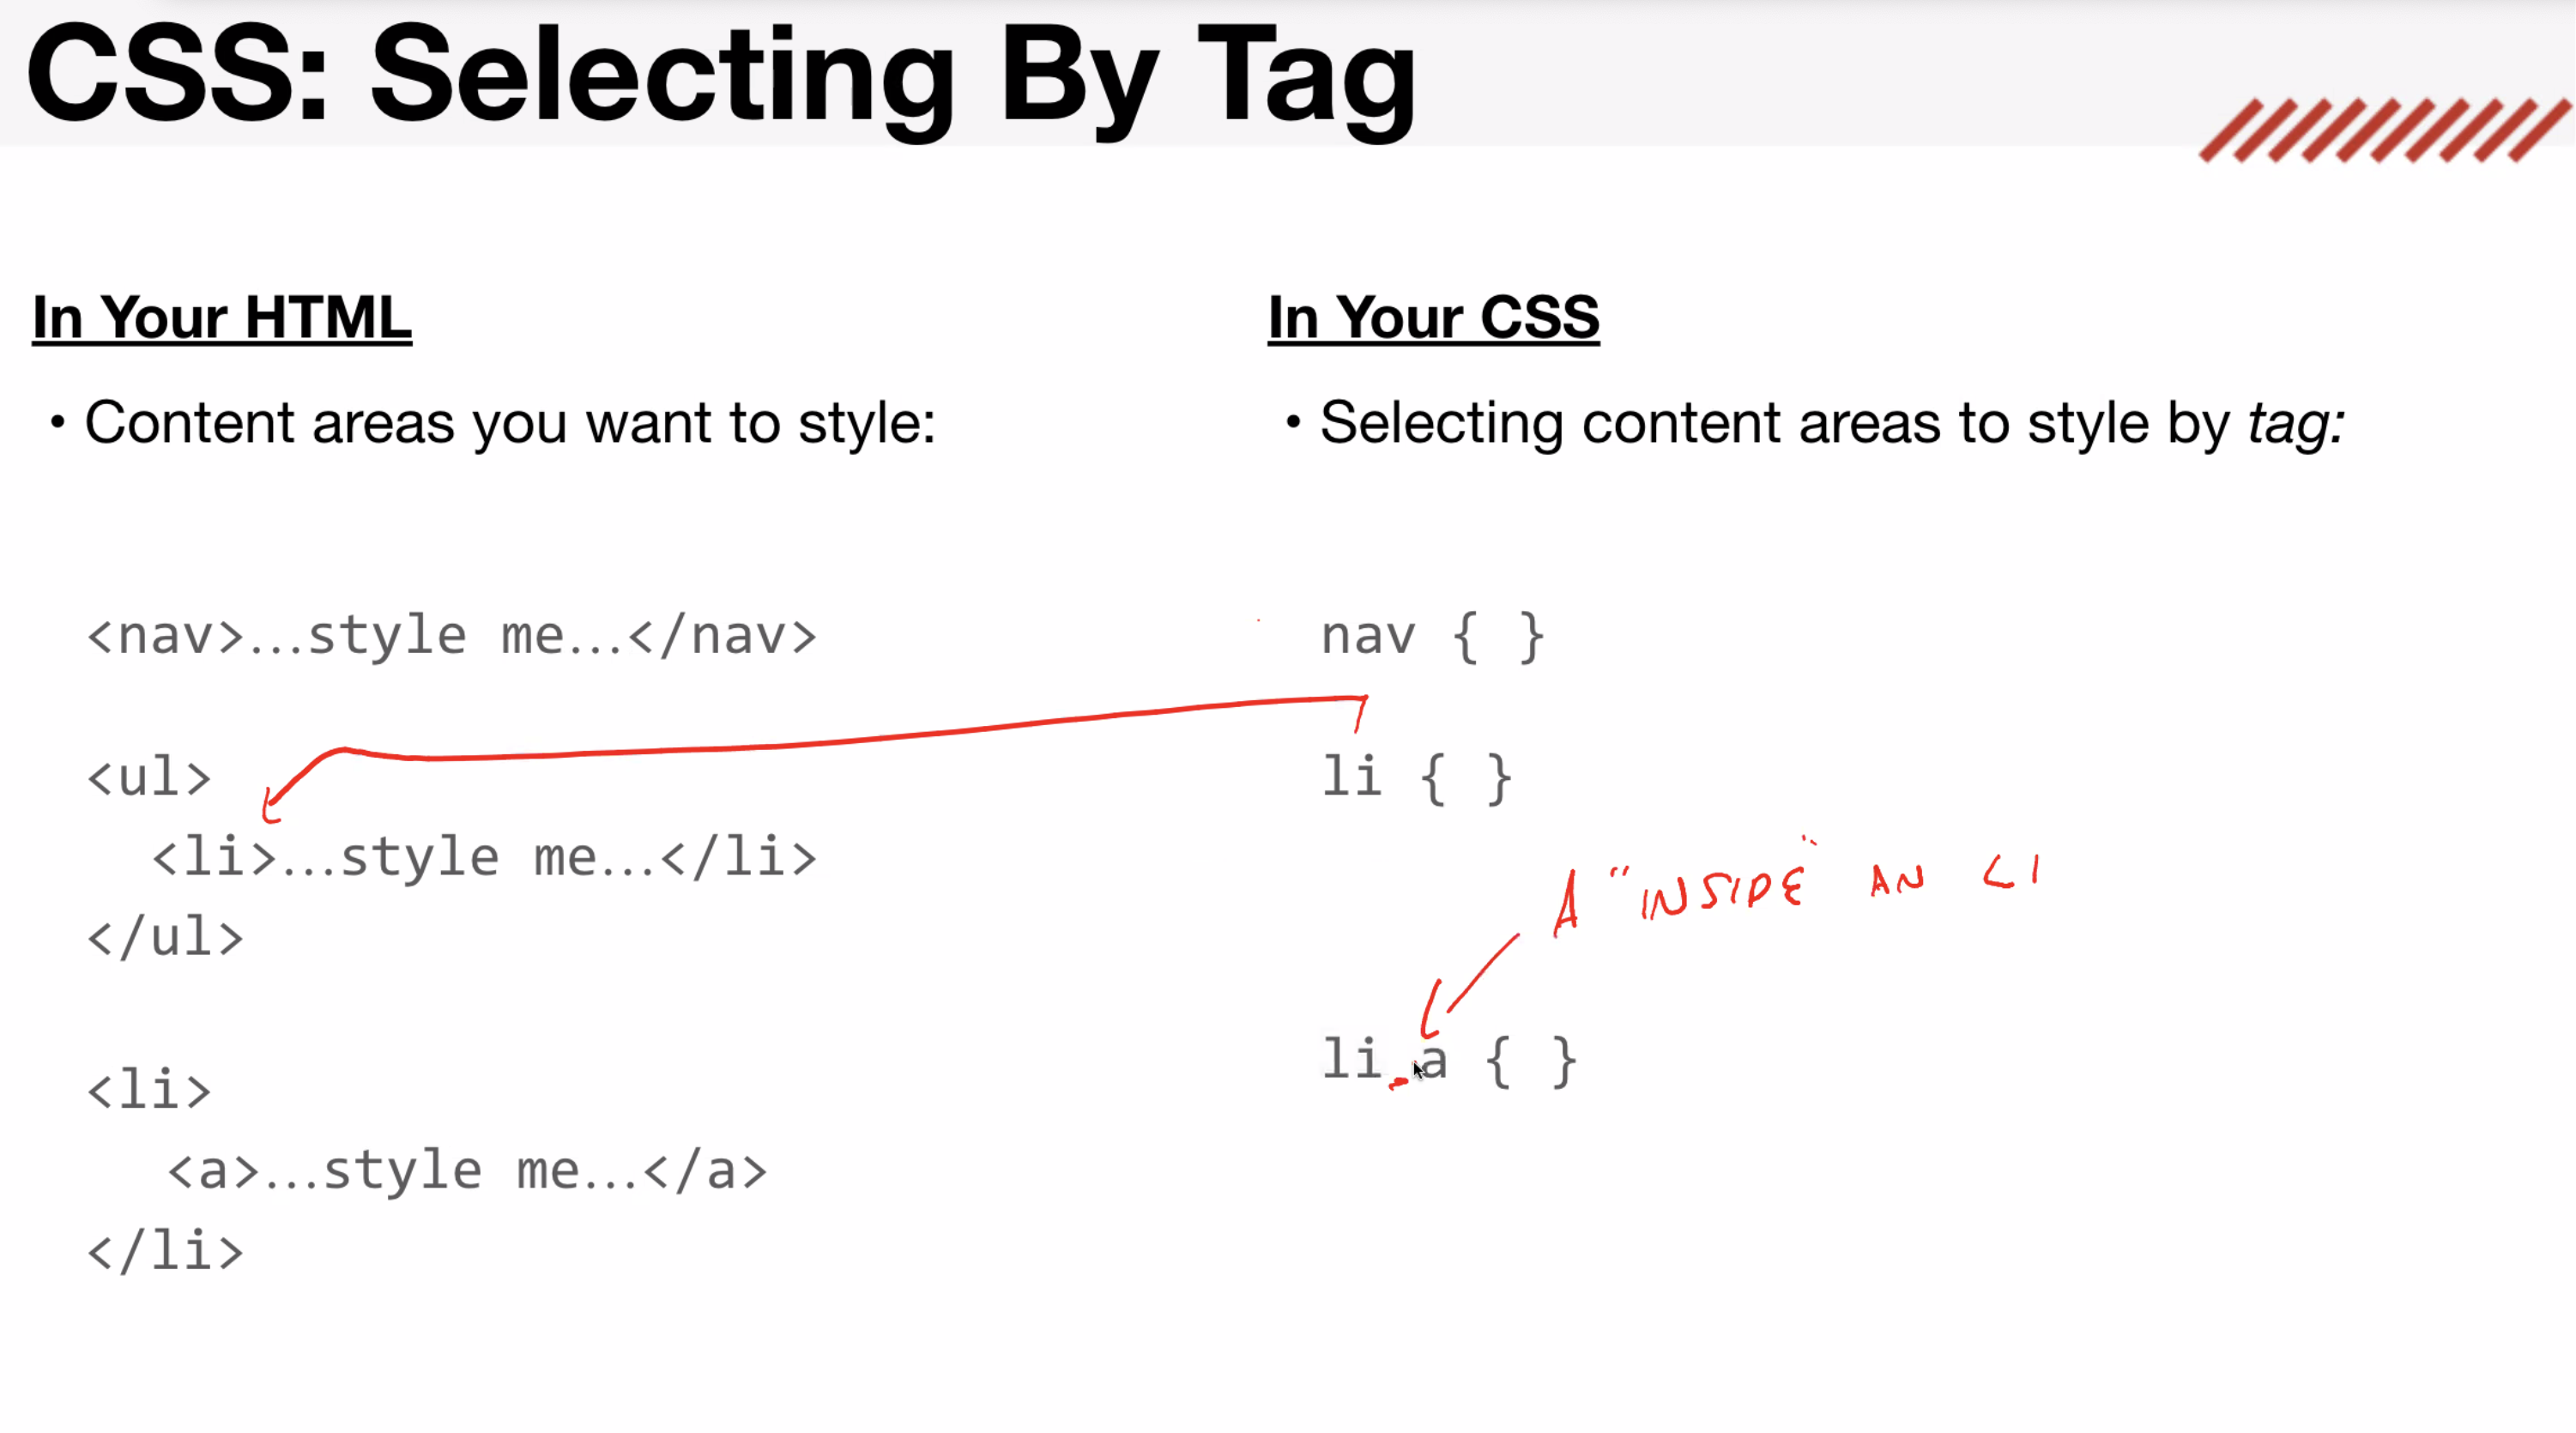 CSS: Selecting By Tag
In Your HTML
• Content areas you want to style:
<nav>...style me...</nav>
<ul>
<li>...style me...</li>
</ul>
<li>
<a>...style me...</a>
</li>
In Your CSS
• Selecting content areas to style by tag:
nav { }
li { }
A "INSIDE" AN LI
li a { }